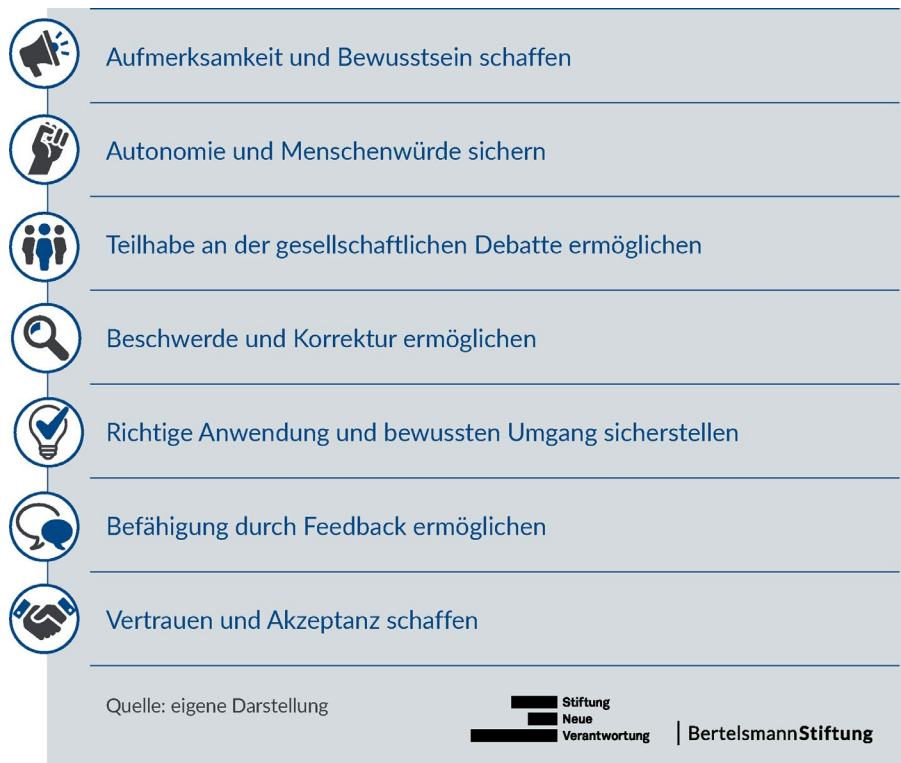 Aufmerksamkeit und Bewusstsein schaffen
Autonomie und Menschenwürde sichern
Teilhabe an der gesellschaftlichen Debatte ermöglichen
Beschwerde und Korrektur ermöglichen
Richtige Anwendung und bewussten Umgang sicherstellen
Befähigung durch Feedback ermöglichen
Vertrauen und Akzeptanz schaffen
Quelle: eigene Darstellung
Stiftung
Neue
Verantwortung
BertelsmannStiftung